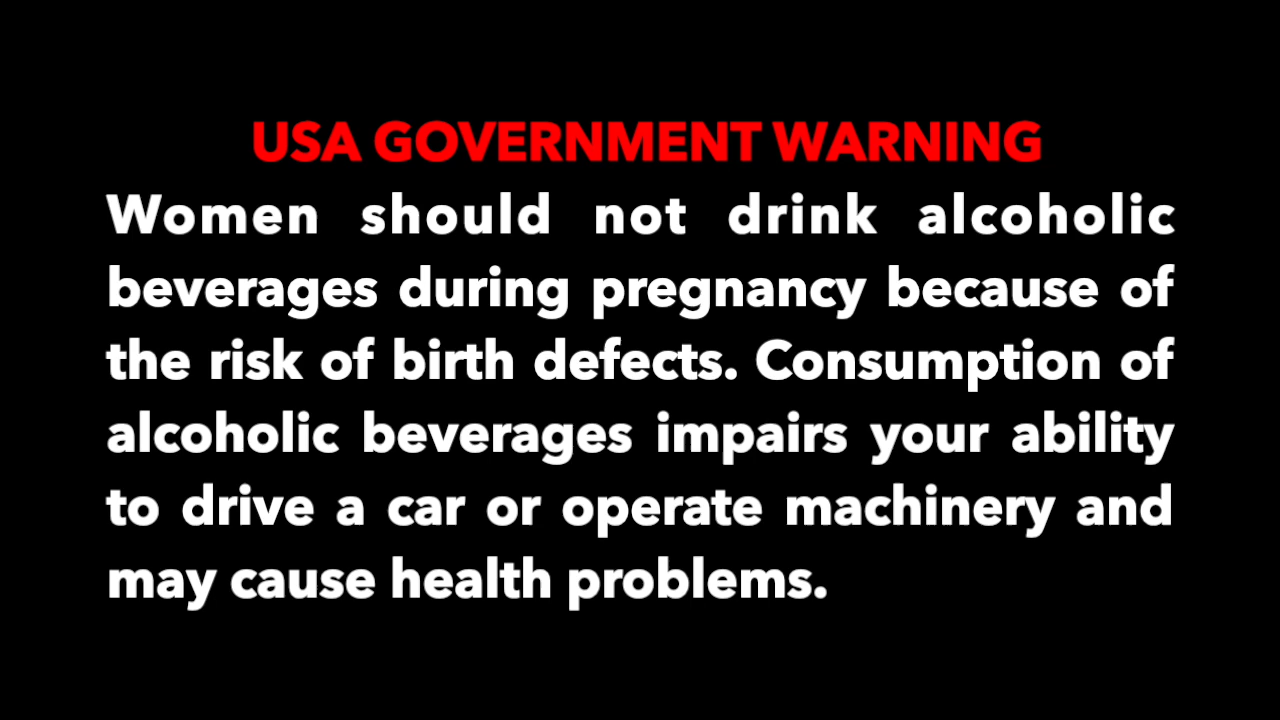 USA GOVERNMENT WARNING
Women should not drink alcoholic
beverages during pregnancy because of
the risk of birth defects. Consumption of
alcoholic beverages impairs your ability
to drive a car or operate machinery and
may cause health problems.